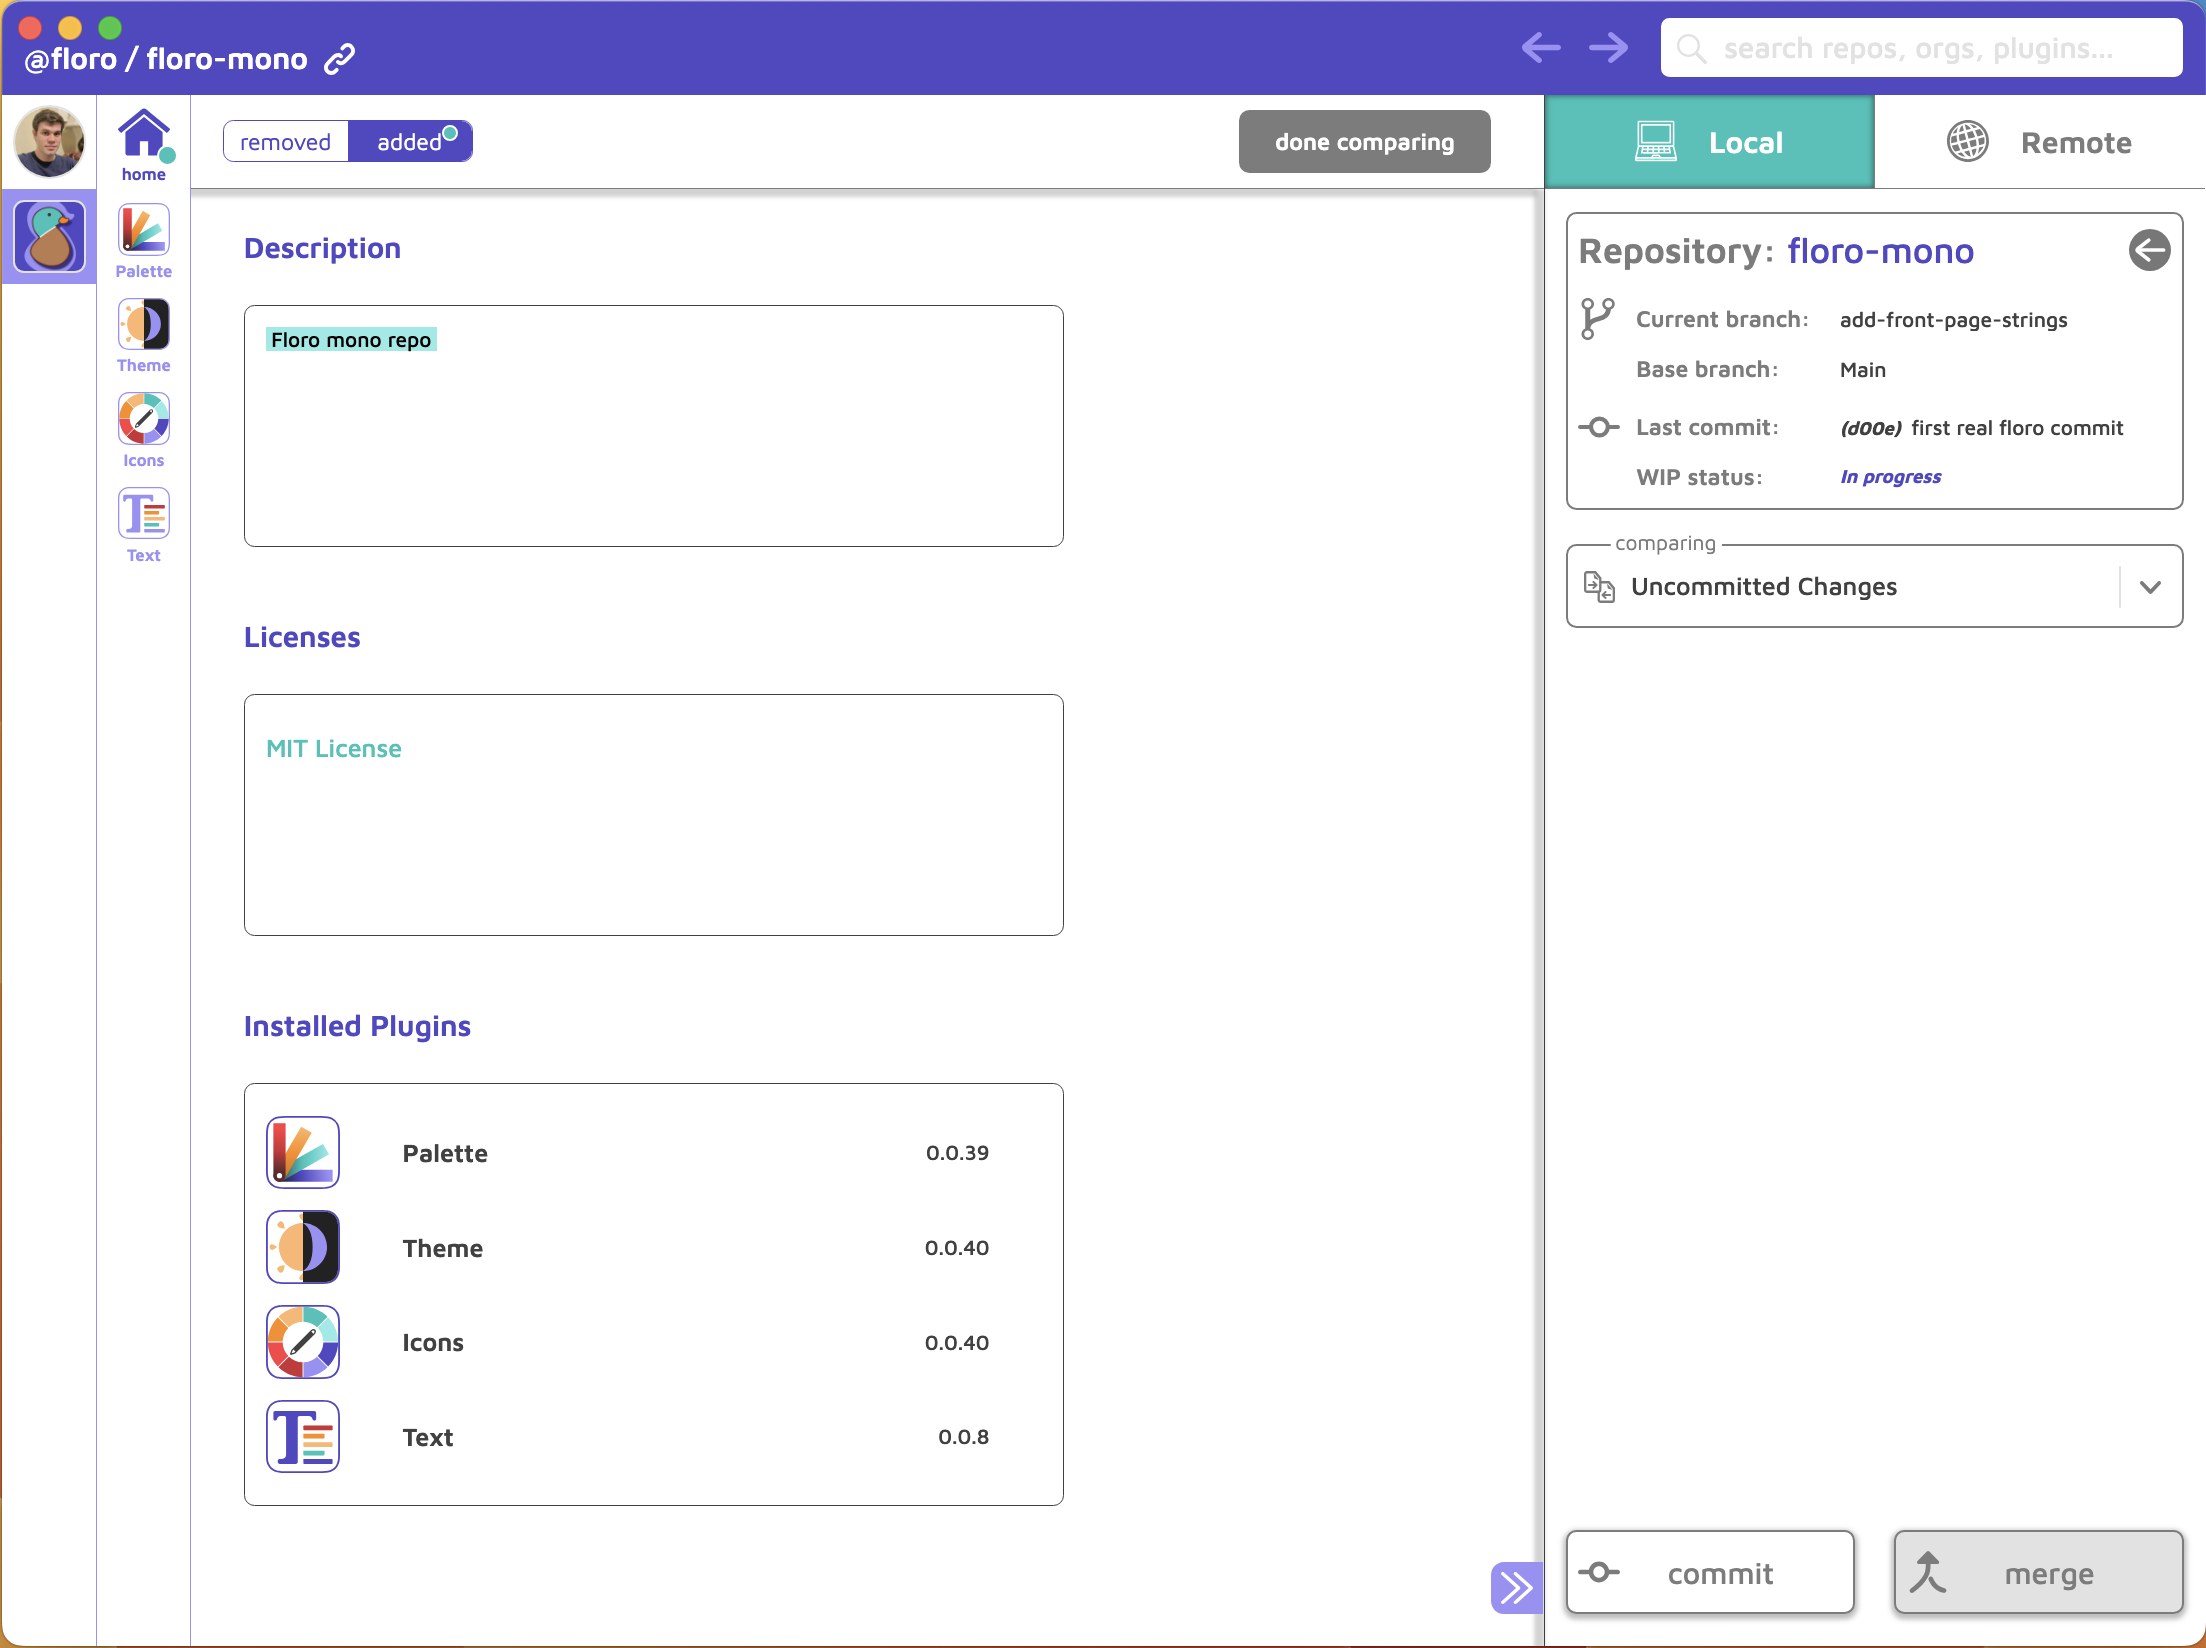 @floro / floro-mono
search repos, orgs, plugins...
home
Palette
Theme
Icons
Text
removed
added
done comparing
Description
Floro mono repo
Licenses
MIT License
Installed Plugins
Palette 0.0.39
Theme 0.0.40
Icons 0.0.40
Text 0.0.8
Local
Remote
Repository: floro-mono
Current branch: add-front-page-strings
Base branch: Main
Last commit: (d00e) first real floro commit
WIP status: In progress
comparing
Uncommitted Changes
commit
merge